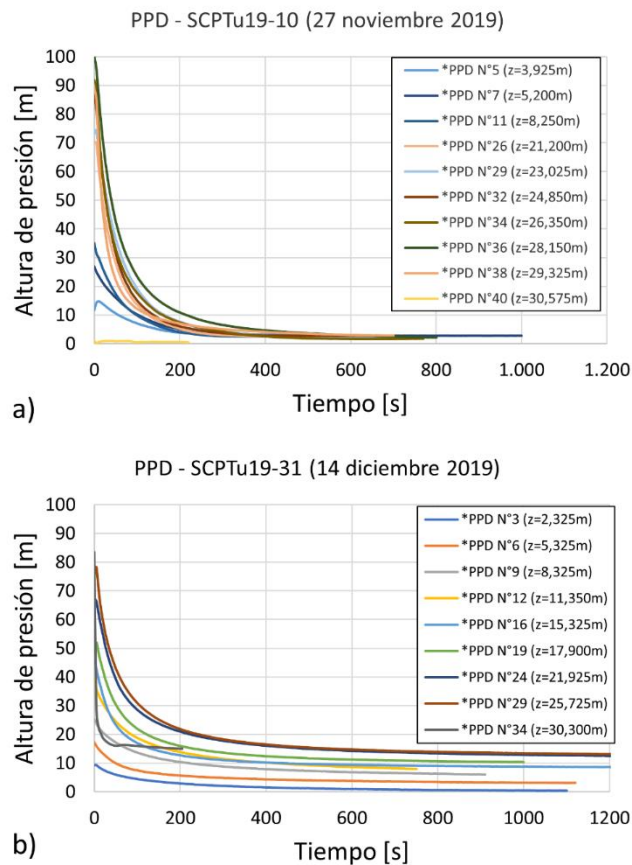 PPD - SCPTu19-10 (27 noviembre 2019)
Altura de presión [m]
100
90
80
70
60
50
40
30
20
10
0
*PPD N°5 (z=3,925m)
*PPD N°7 (z=5,200m)
*PPD N°11 (z=8,250m)
*PPD N°26 (z=21,200m)
*PPD N°29 (z=23,025m)
*PPD N°32 (z=24,850m)
*PPD N°34 (z=26,350m)
*PPD N°36 (z=28,150m)
*PPD N°38 (z=29,325m)
*PPD N°40 (z=30,575m)
0 200 400 600 800 1.000 1.200
Tiempo [s]
a)
PPD - SCPTu19-31 (14 diciembre 2019)
Altura de presión [m]
100
90
80
70
60
50
40
30
20
10
0
*PPD N°3 (z=2,325m)
*PPD N°6 (z=5,325m)
*PPD N°9 (z=8,325m)
*PPD N°12 (z=11,350m)
*PPD N°16 (z=15,325m)
*PPD N°19 (z=17,900m)
*PPD N°24 (z=21,925m)
*PPD N°29 (z=25,725m)
*PPD N°34 (z=30,300m)
0 200 400 600 800 1000 1200
Tiempo [s]
b)